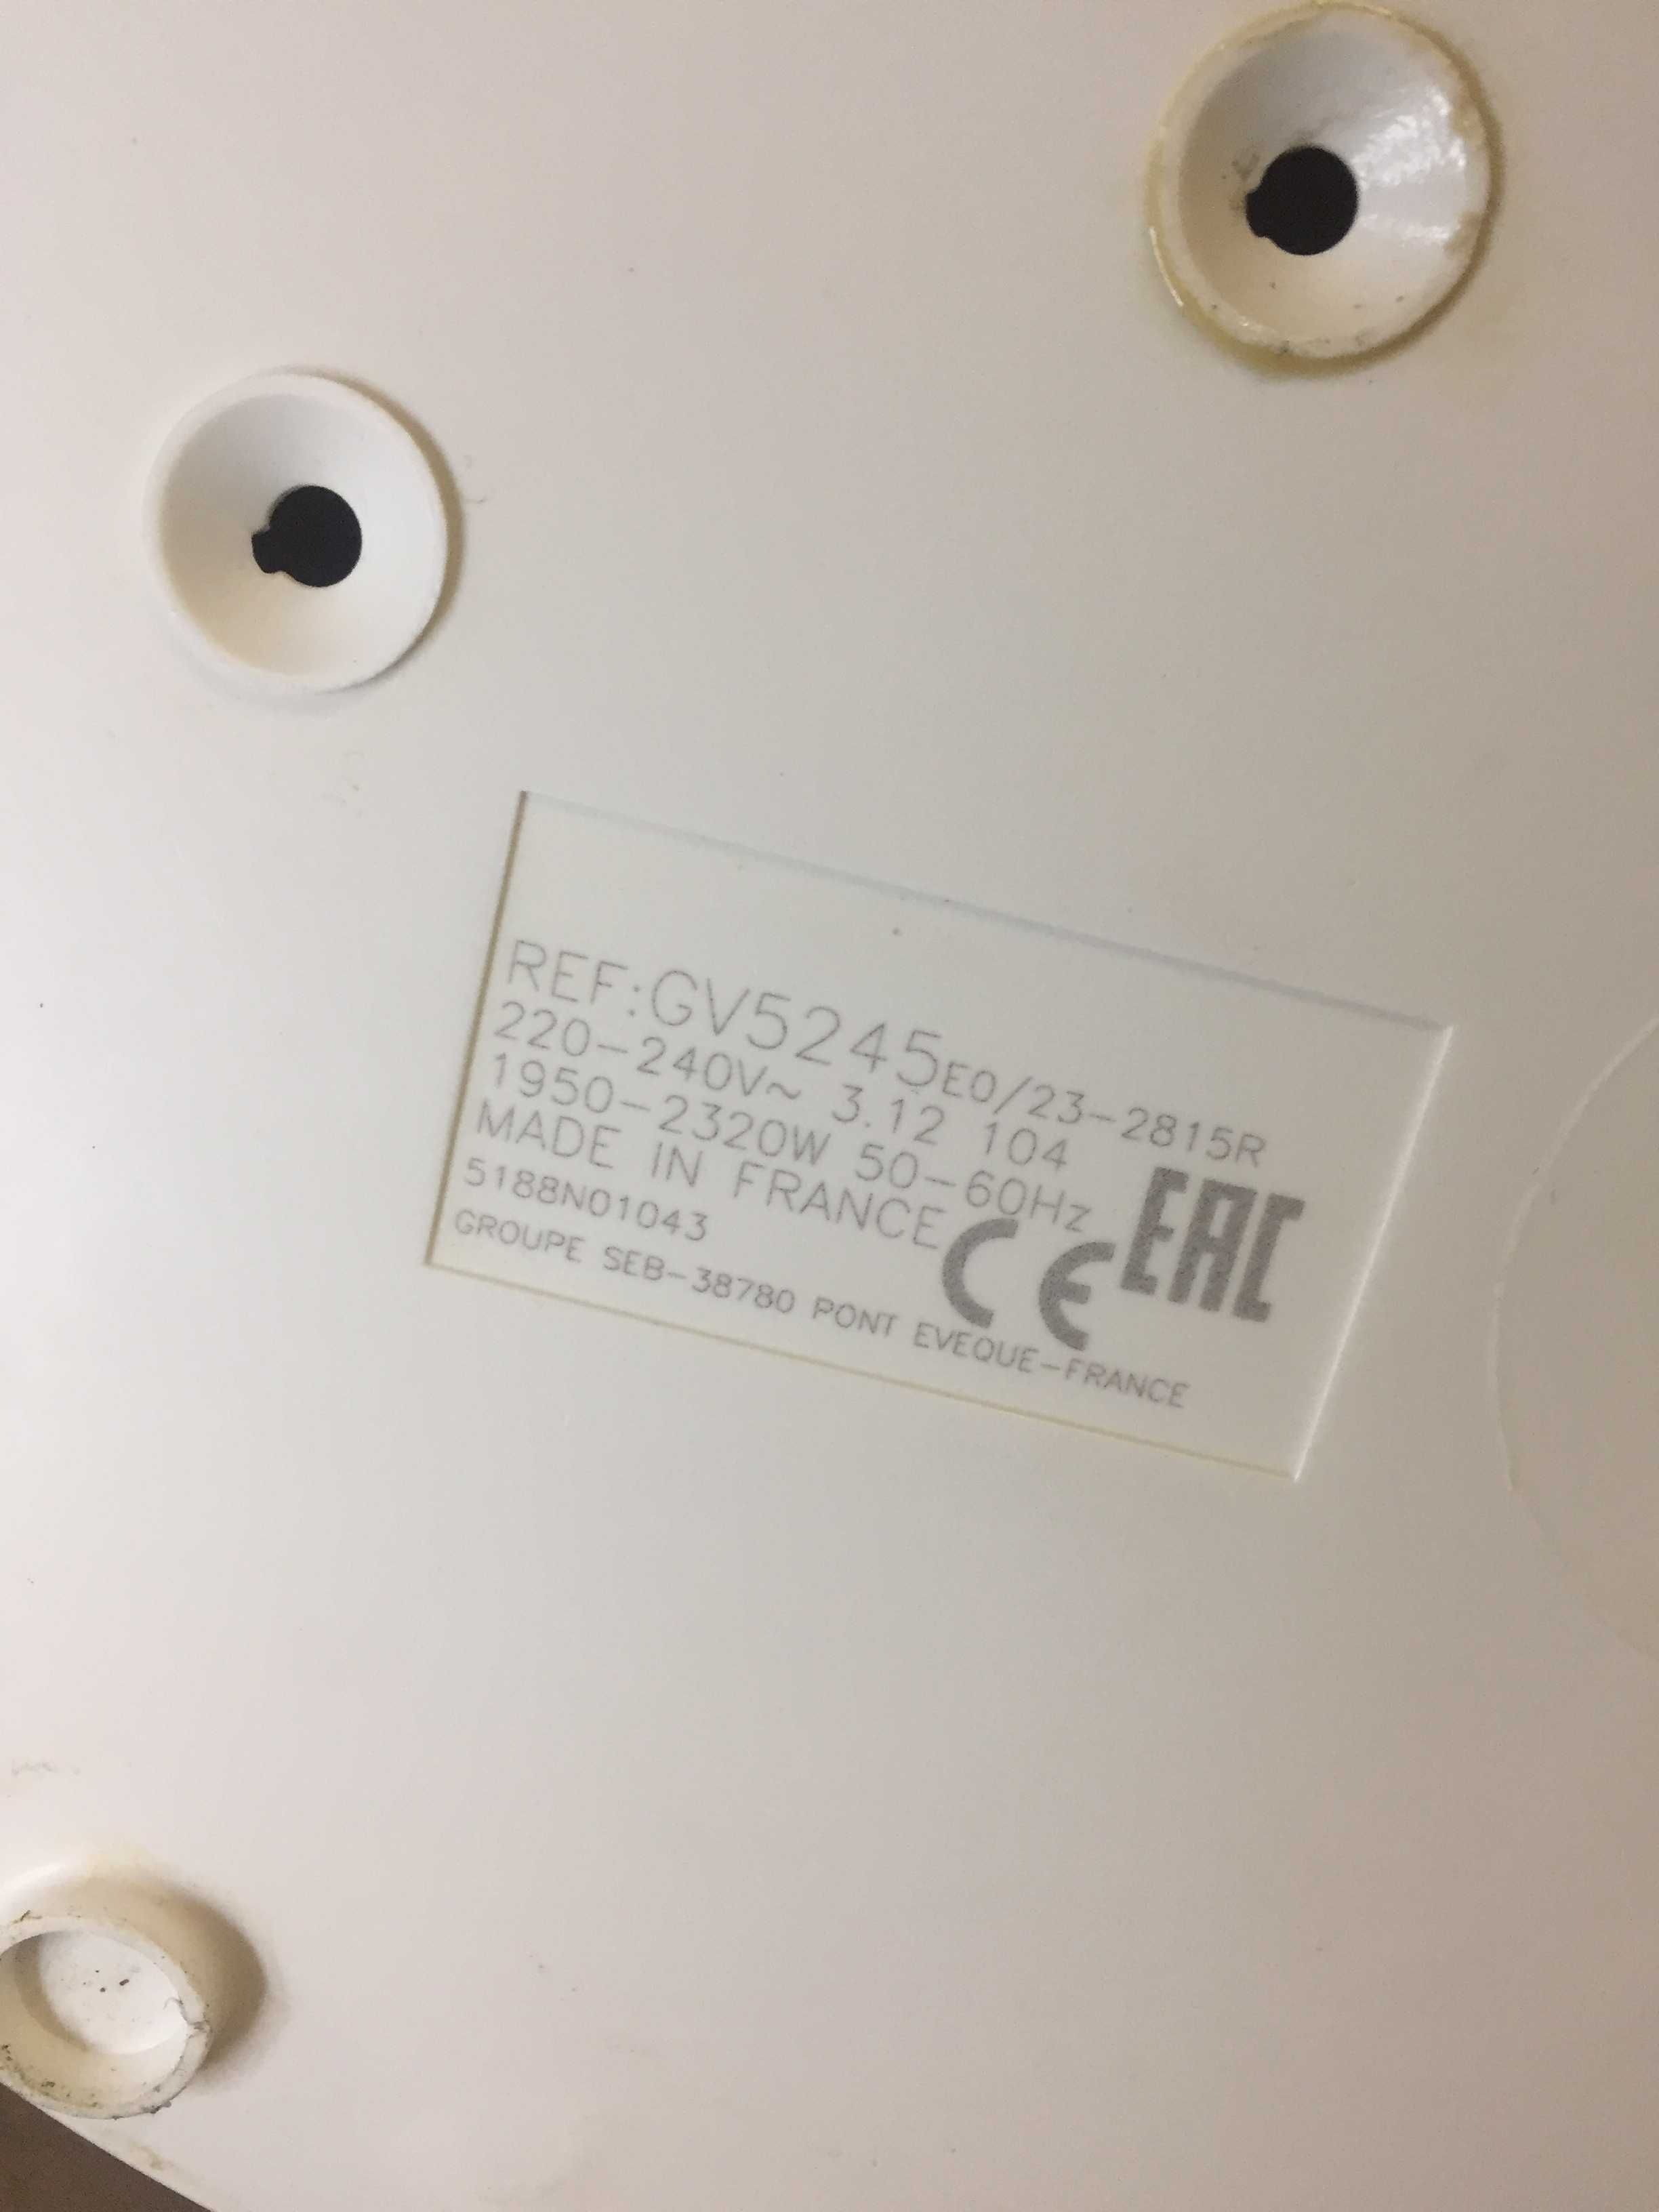 REF:GV5245E0/23-2815R
220-240V~ 3.12 104
1950-2320W 50-60Hz
MADE IN FRANCE CE EAC
5188N01043
GROUPE SEB-38780 PONT EVEQUE-FRANCE